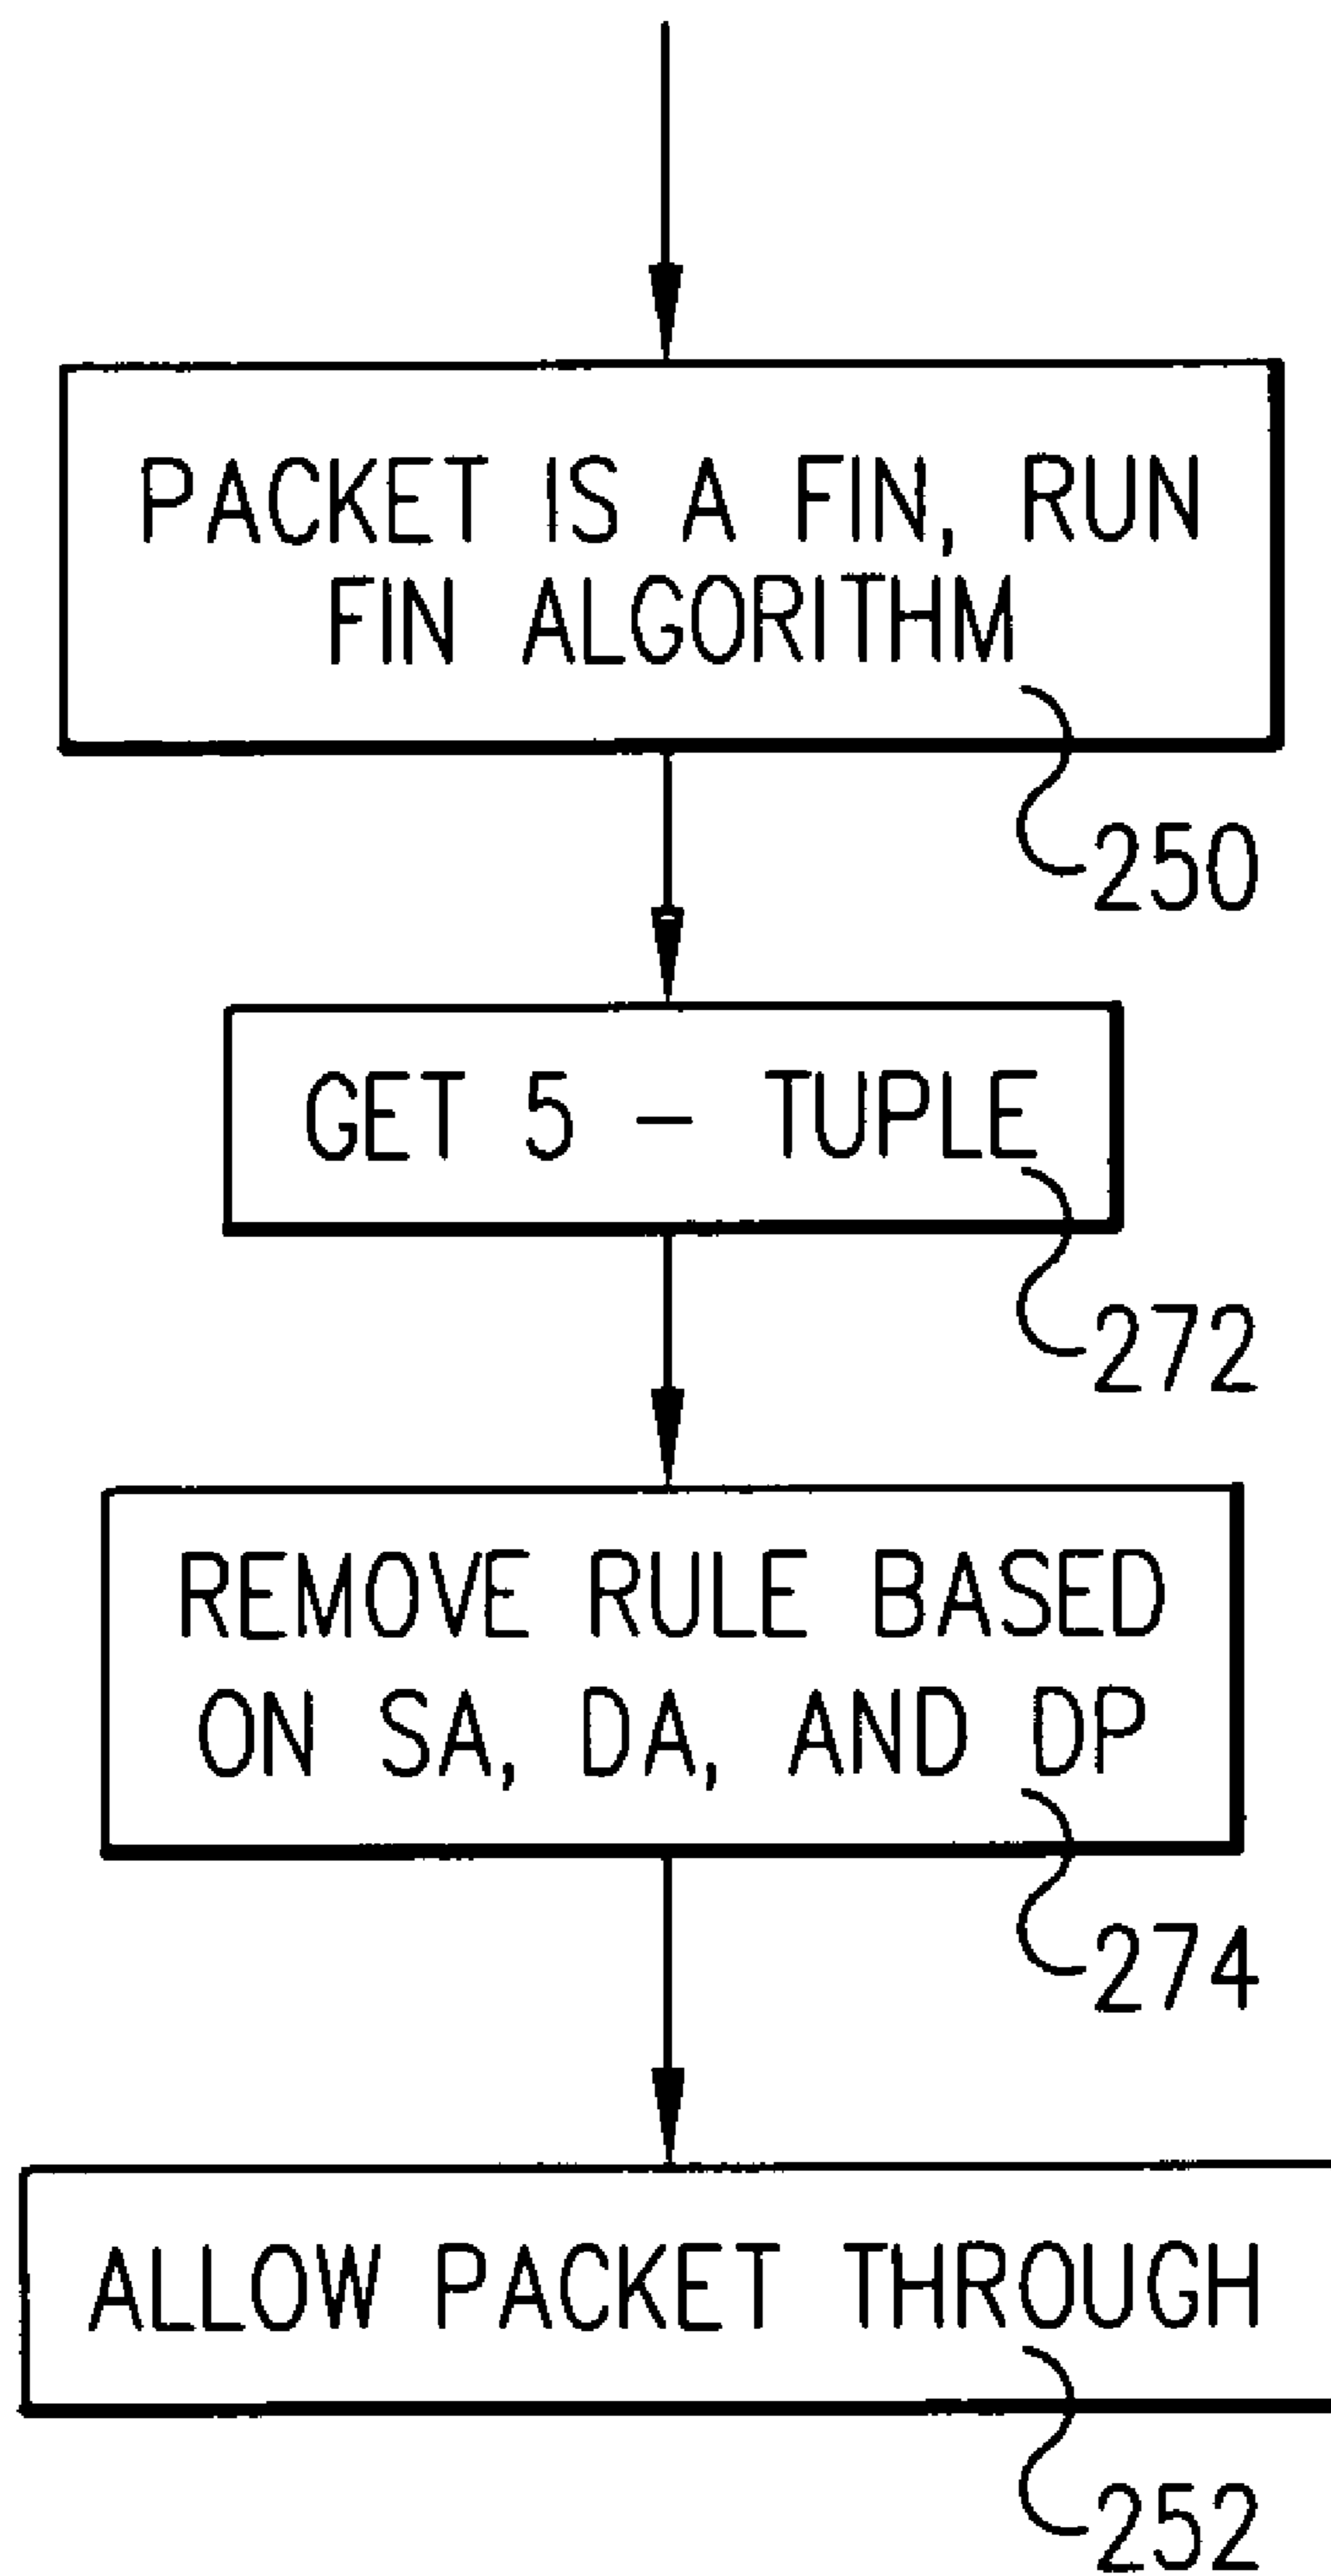 PACKET IS A FIN, RUN
FIN ALGORITHM
250
GET 5 - TUPLE
272
REMOVE RULE BASED
ON SA, DA, AND DP
274
ALLOW PACKET THROUGH
252